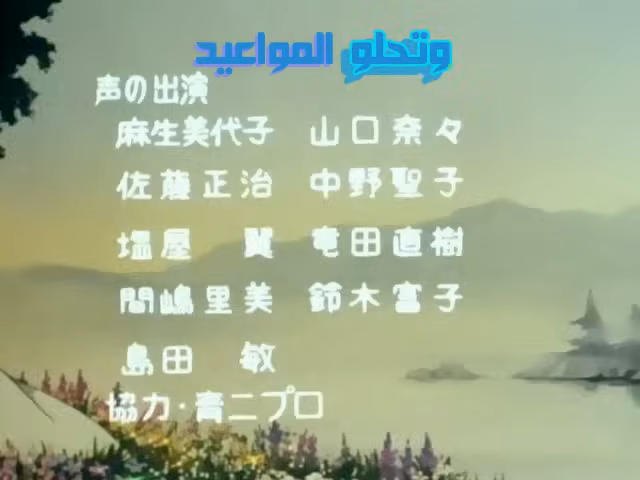 وتحلو المواعيد
声の出演
麻生美代子 山口奈々
佐藤正治 中野聖子
塩屋 翼 竜田直樹
間嶋里美 鈴木富子
島田 敏
協力・青二プロ